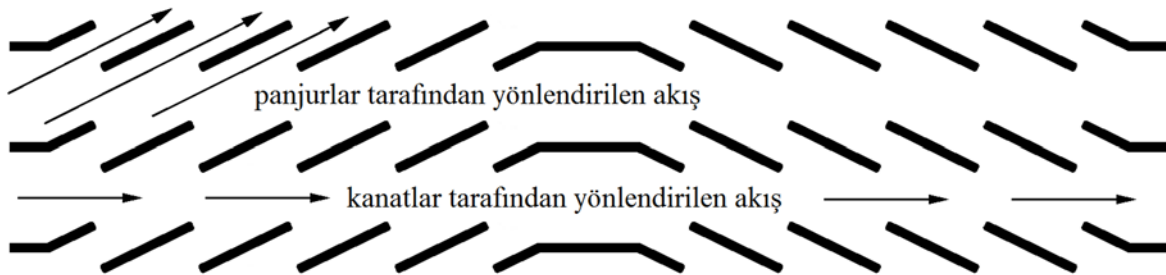 panjurlar tarafından yönlendirilen akış
kanatlar tarafından yönlendirilen akış